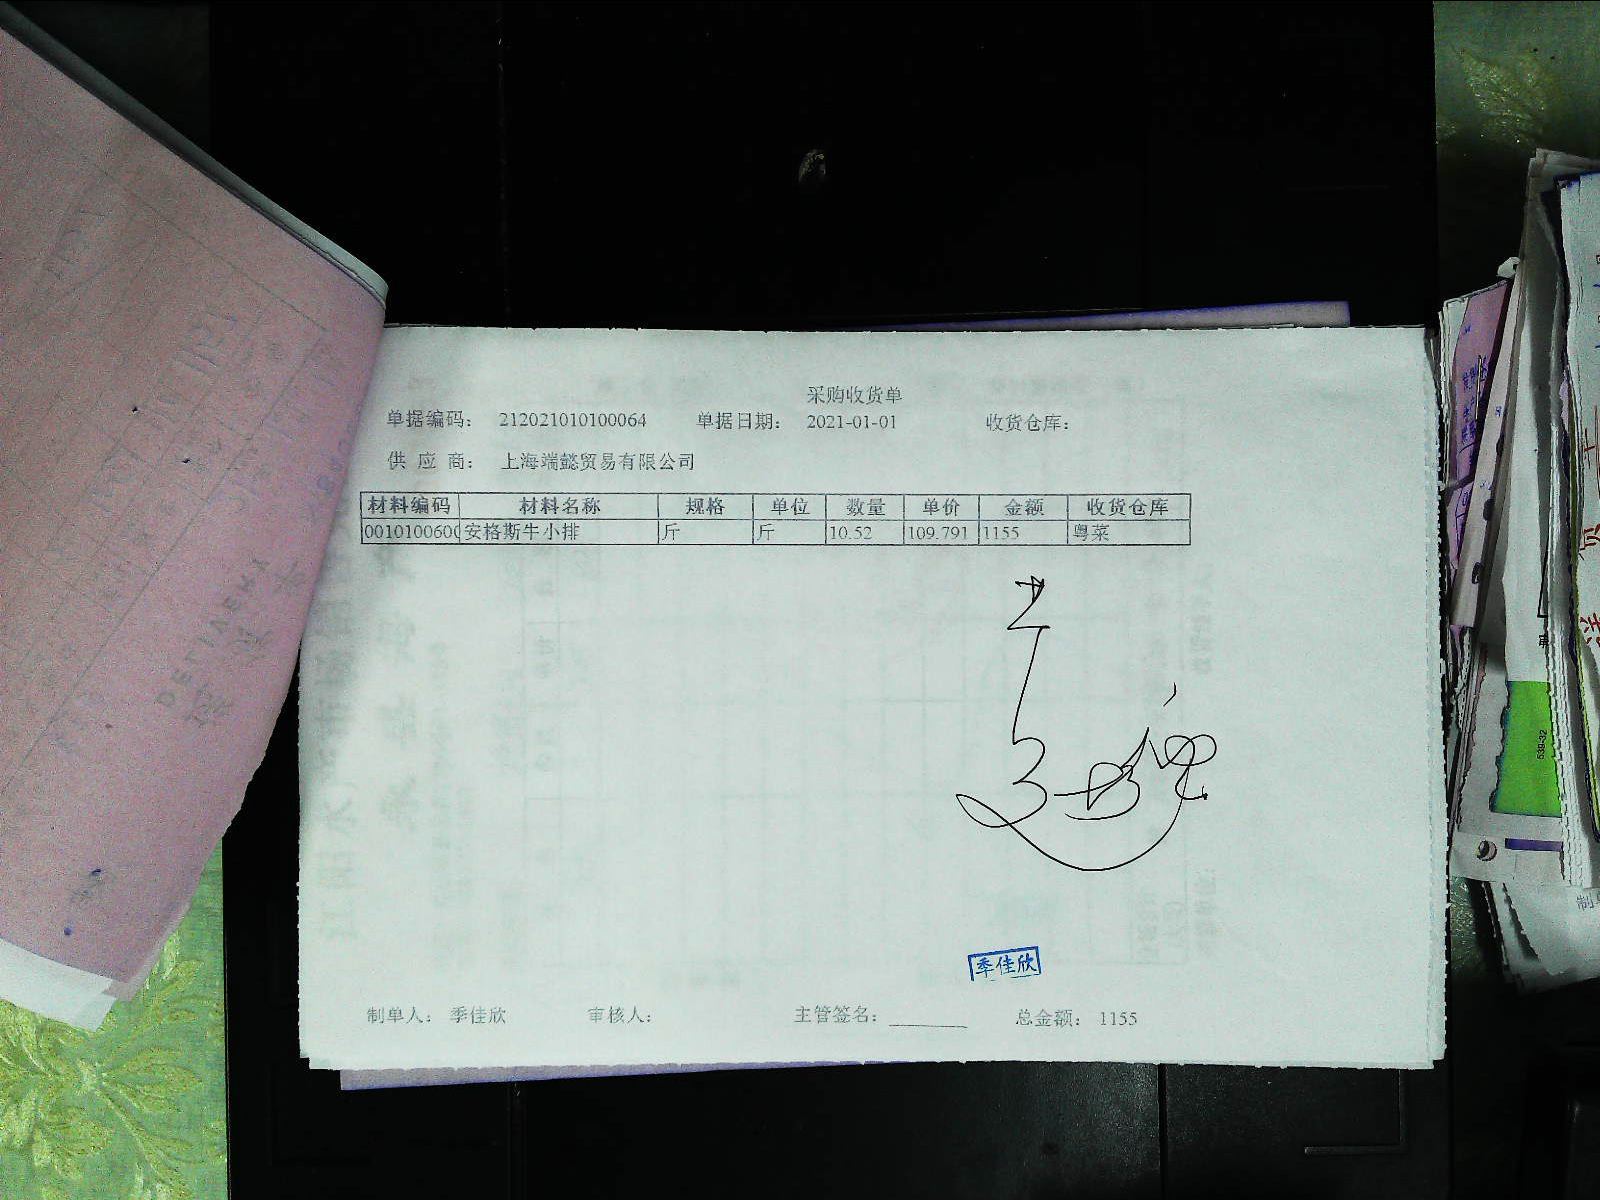 采购收货单
单据编码： 212021010100064 单据日期： 2021-01-01 收货仓库：
供 应 商： 上海端懿贸易有限公司
材料编码 材料名称 规格 单位 数量 单价 金额 收货仓库
0010100600 安格斯牛小排 斤 斤 10.52 109.791 1155 粤菜
季佳欣
制单人： 季佳欣 审核人： 主管签名： 总金额： 1155
DELIVERY
539-32